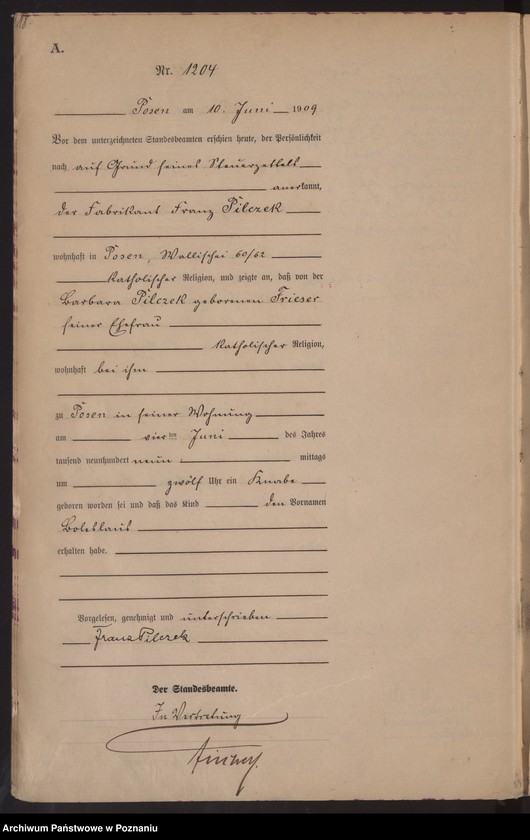 A.
Nr. 1204
Posen am 10. Juni 1909
Vor dem unterzeichneten Standesbeamten erschien heute, der Persönlichkeit
nach auf Grund seines Steuerzettels
anerkannt,
der Fabrikant Franz Pilczek
wohnhaft in Posen, Wallischei 60/62
katholischer Religion, und zeigte an, daß von der
Barbara Pilczek geborenen Frieser
seiner Ehefrau
katholischer Religion,
wohnhaft bei ihm
zu Posen in seiner Wohnung
am vierten Juni des Jahres
tausend neunhundert neun mittags
um zwölf Uhr ein Knabe
geboren worden sei und daß das Kind den Vornamen
Boleslaus
erhalten habe.
Vorgelesen, genehmigt und unterschrieben
Franz Pilczek
Der Standesbeamte.
In Vertretung
Archiwum Państwowe w Poznaniu